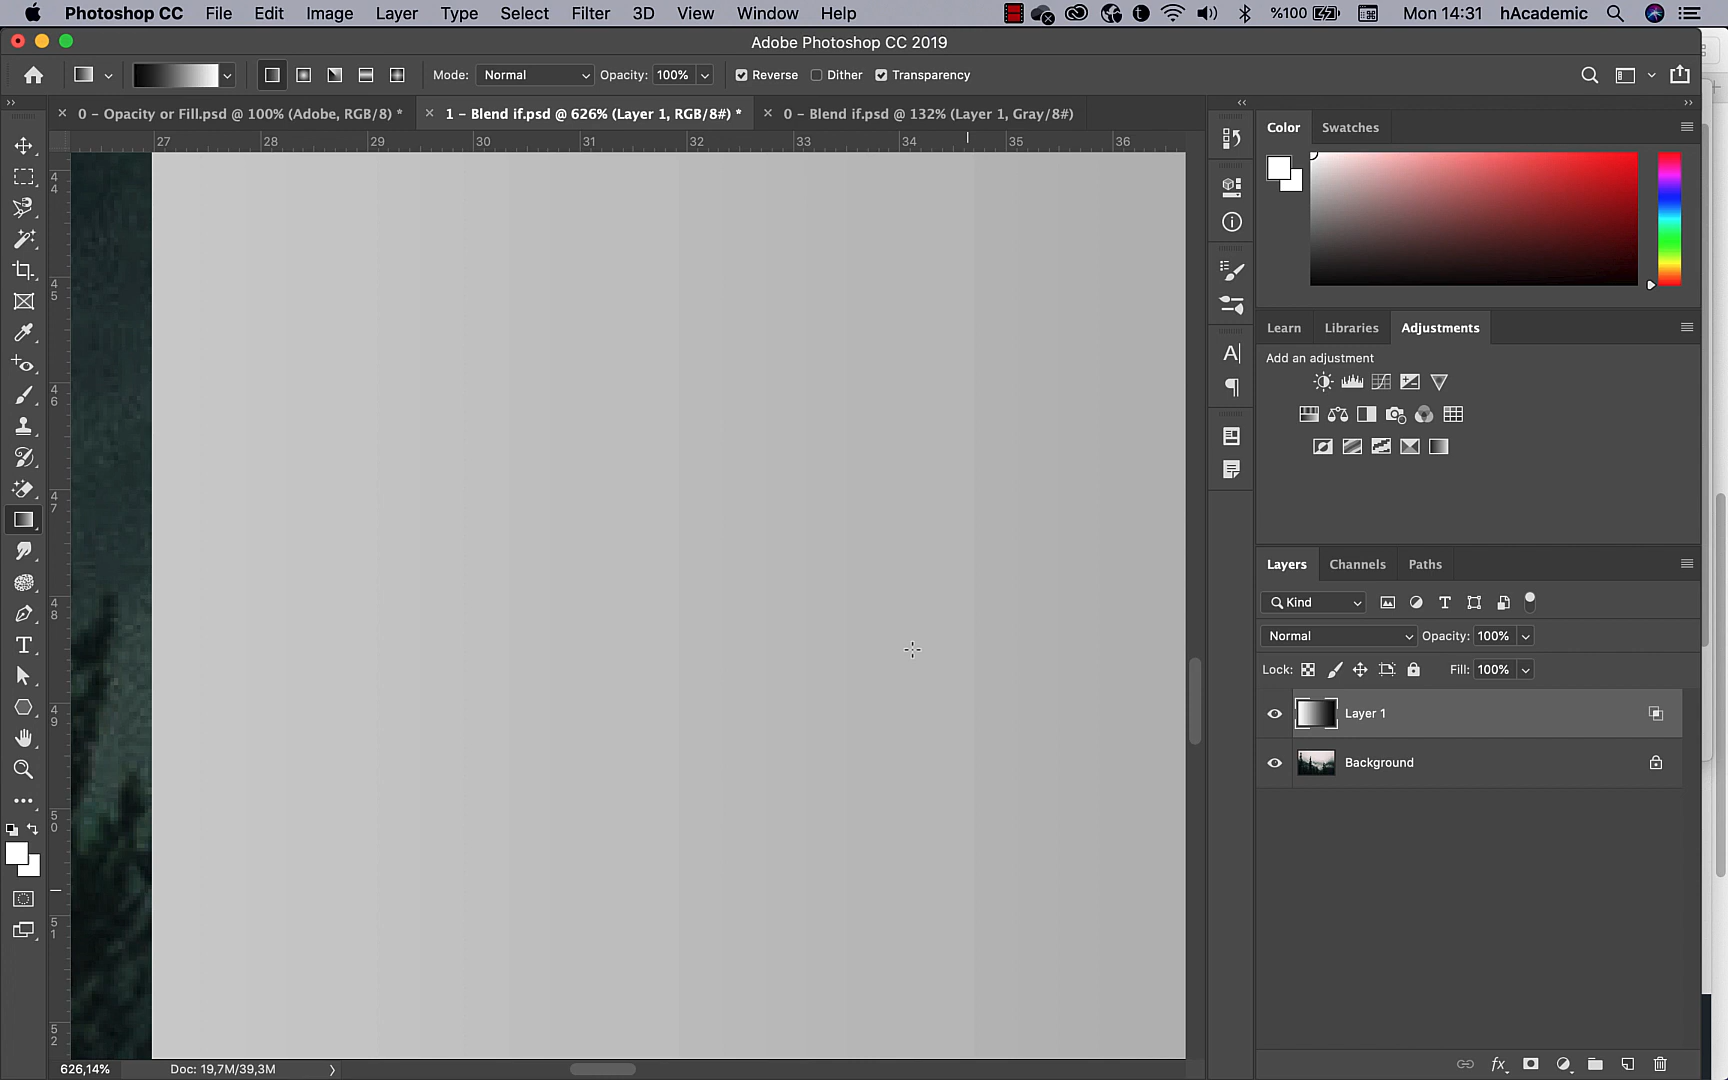 Photoshop CC File Edit Image Layer Type Select Filter 3D View Window Help %100 Mon 14:31 hAcademic
Adobe Photoshop CC 2019
Mode: Normal Opacity: 100% Reverse Dither Transparency
0 – Opacity or Fill.psd @ 100% (Adobe, RGB/8) * 1 – Blend if.psd @ 626% (Layer 1, RGB/8#) * 0 – Blend if.psd @ 132% (Layer 1, Gray/8#)
27 28 29 30 31 32 33 34 35 36
44
45
46
47
48
49
50
51
52
Color Swatches
Learn Libraries Adjustments
Add an adjustment
Layers Channels Paths
Kind
Normal Opacity: 100%
Lock: Fill: 100%
Layer 1
Background
fx
626,14% Doc: 19,7M/39,3M